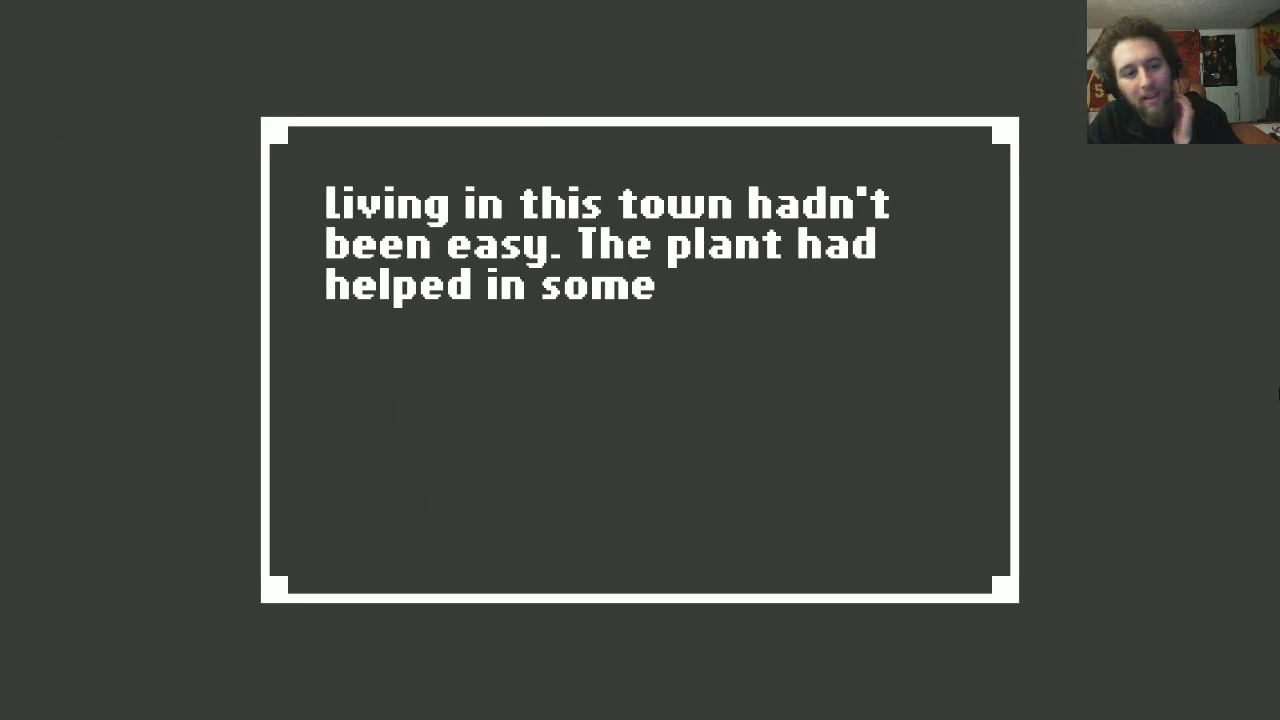 Living in this town hadn't
been easy. The plant had
helped in some